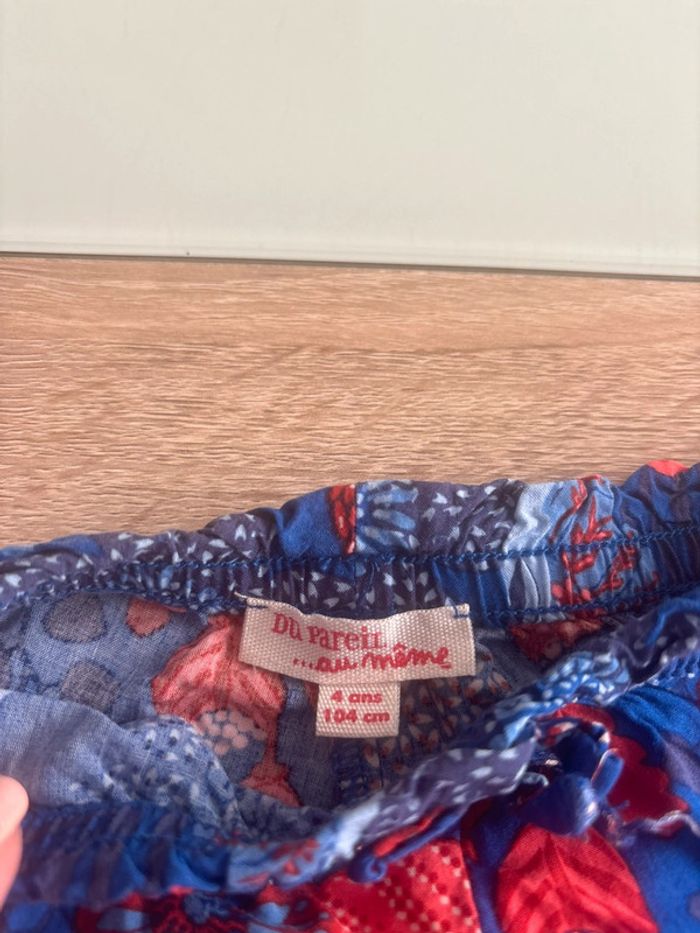 DU PAREIL
...au même
4 ans
104 cm